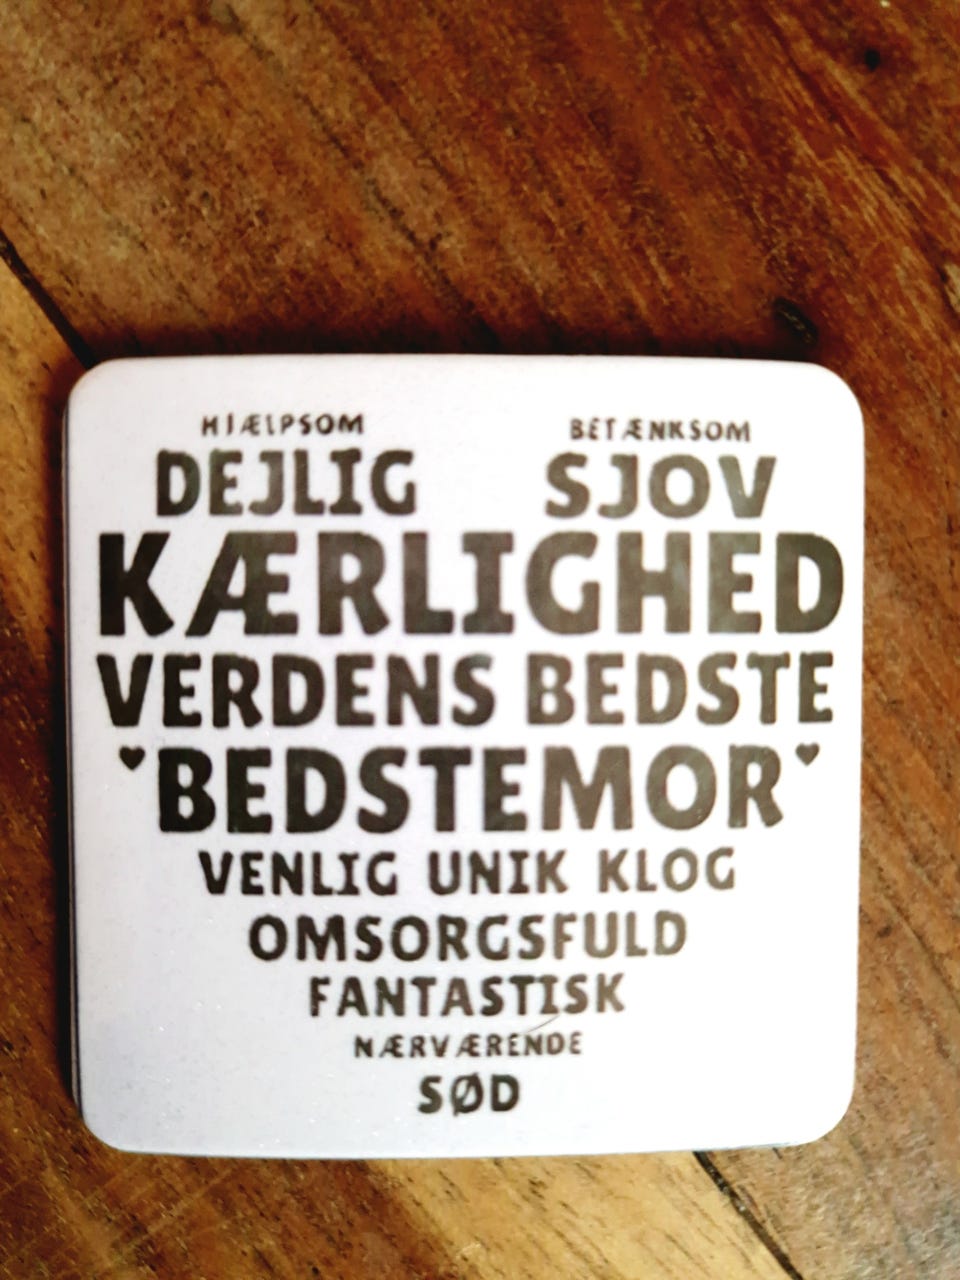 HJÆLPSOM BETÆNKSOM
DEJLIG SJOV
KÆRLIGHED
VERDENS BEDSTE
♥BEDSTEMOR♥
VENLIG UNIK KLOG
OMSORGSFULD
FANTASTISK
NÆRVÆRENDE
SØD